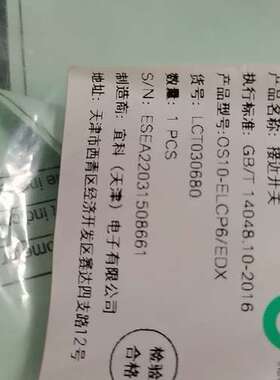 产品名称: 接近开关
执行标准: GB/T 14048.10-2016
产品型号: OS10-ELCP6/EDX
货号: LCT030680
数量: 1 PCS
S/N: ESEA22031508661
制造商: 宜科（天津）电子有限公司
地址: 天津市西青区经济开发区赛达四支路12号
检验
合格